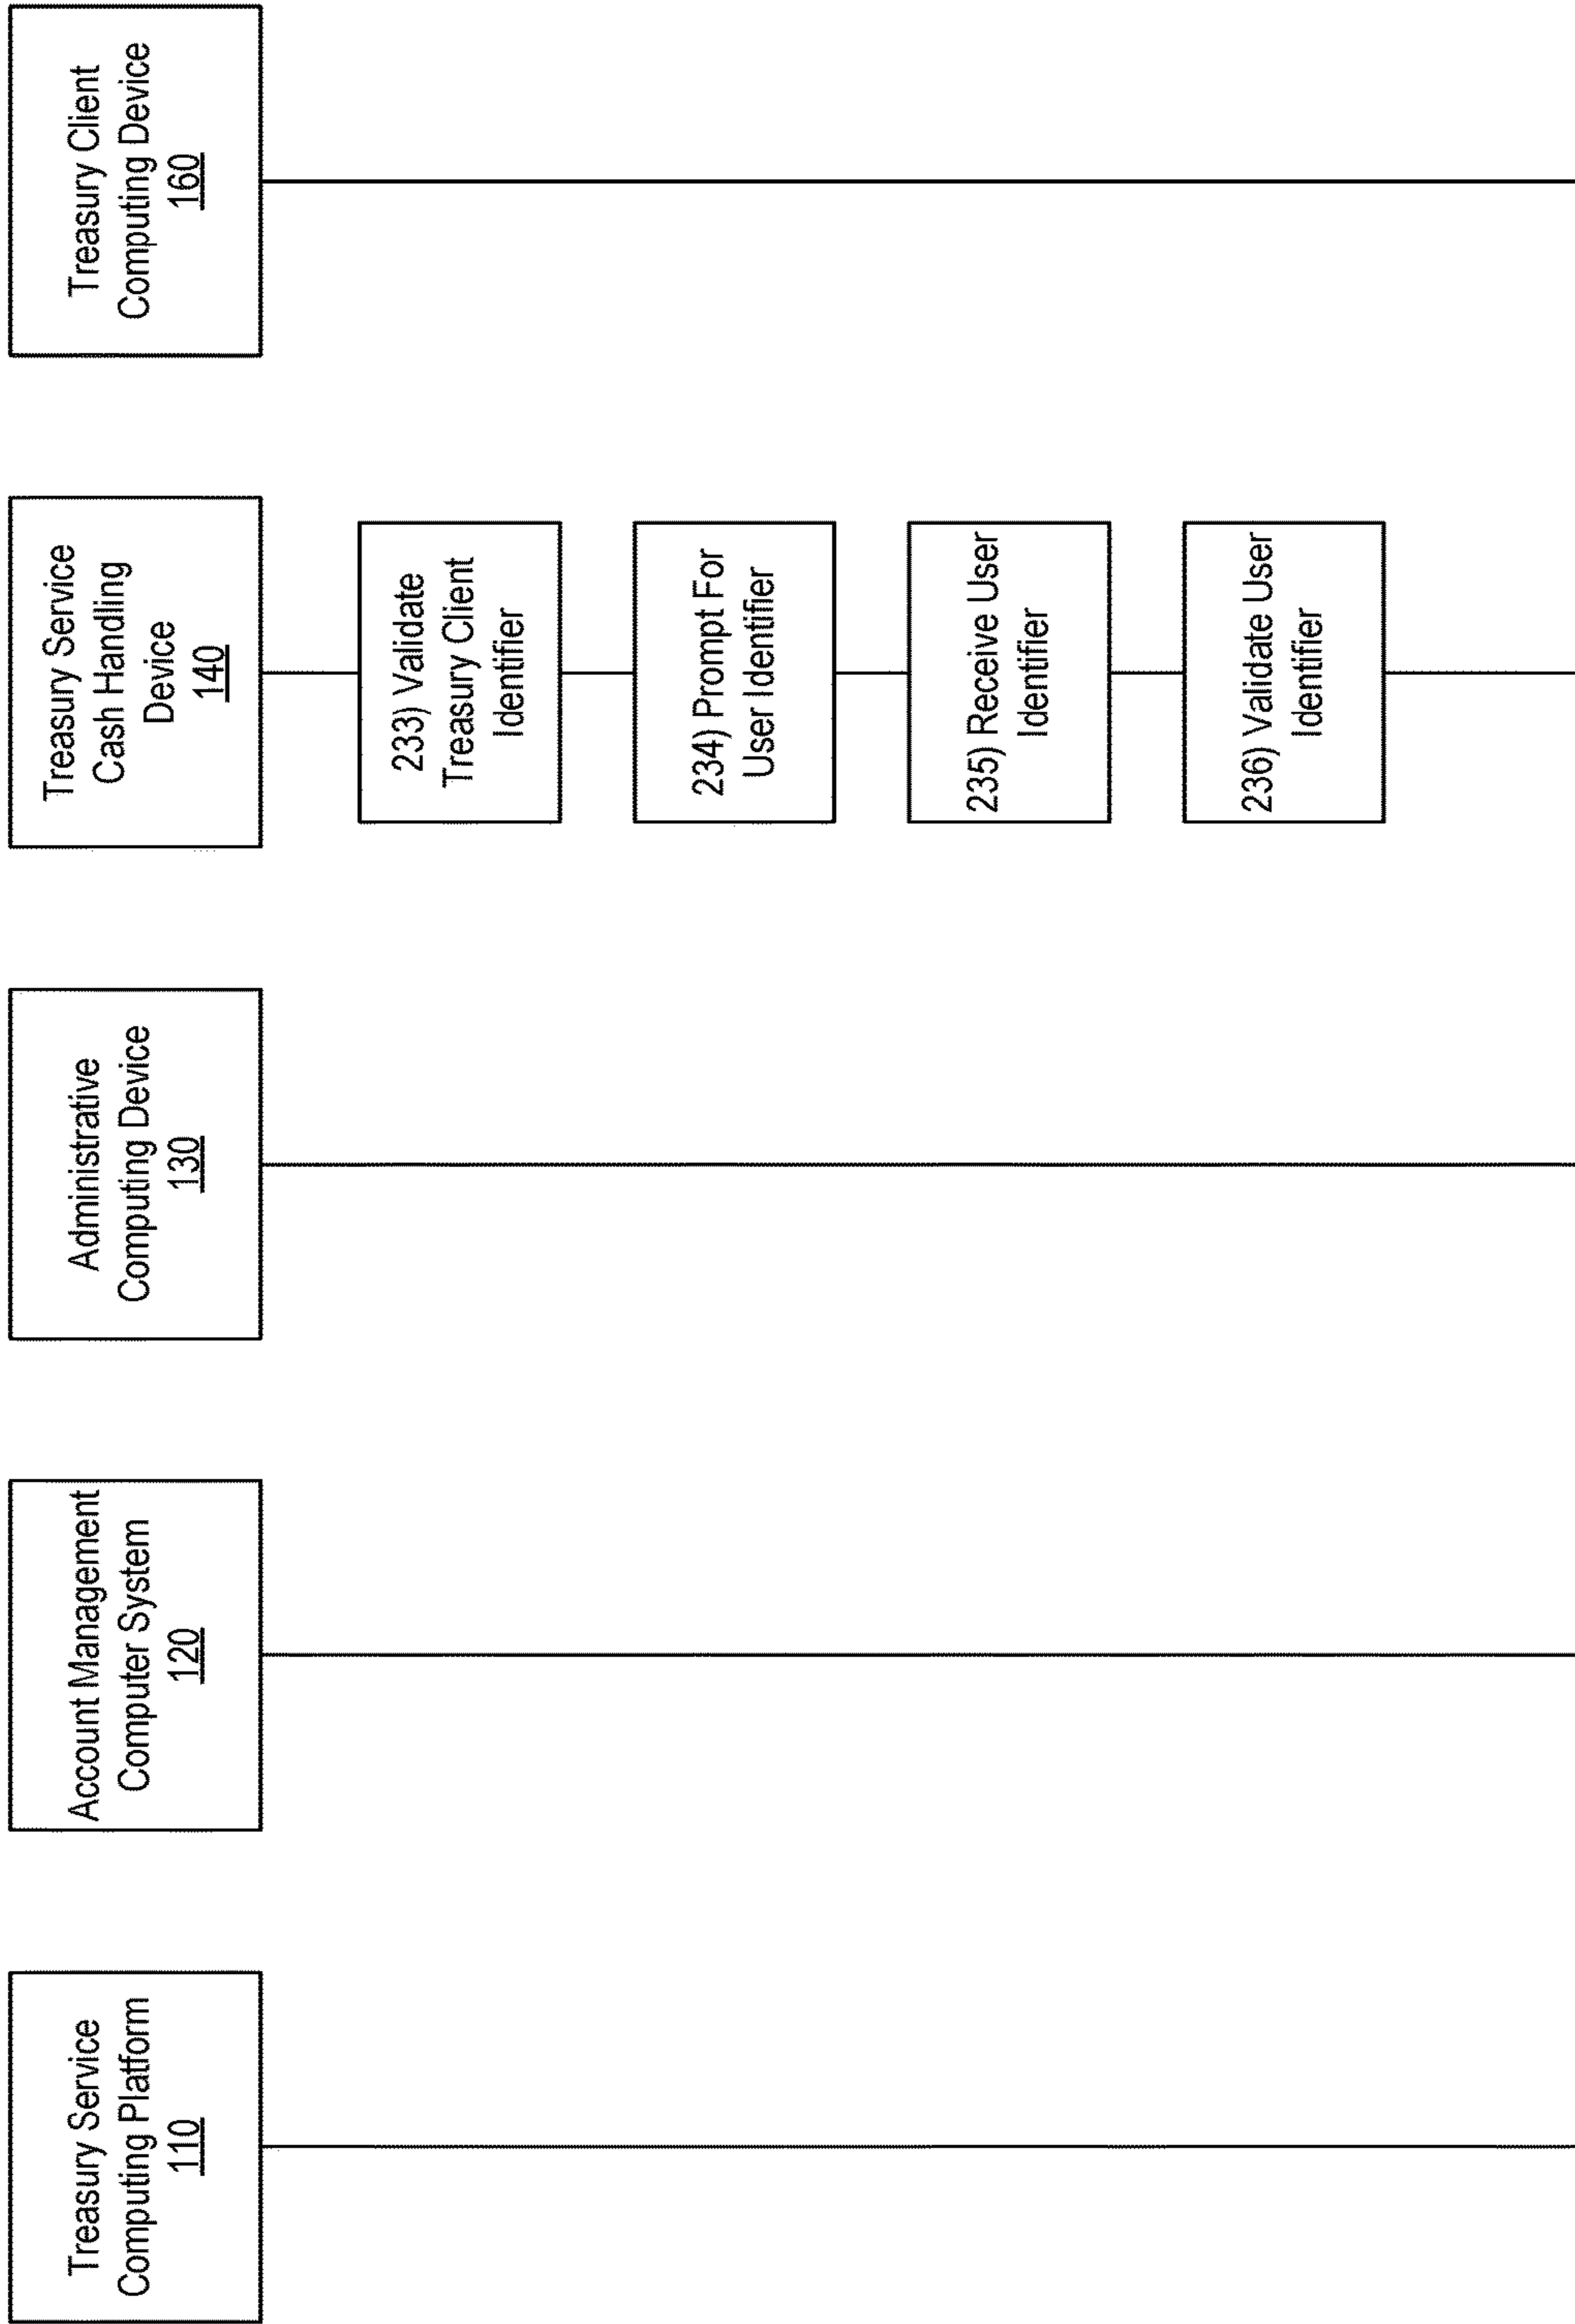 Treasury Service
Computing Platform
110
Account Management
Computer System
120
Administrative
Computing Device
130
Treasury Service
Cash Handling
Device
140
Treasury Client
Computing Device
160
233) Validate
Treasury Client
Identifier
234) Prompt For
User Identifier
235) Receive User
Identifier
236) Validate User
Identifier